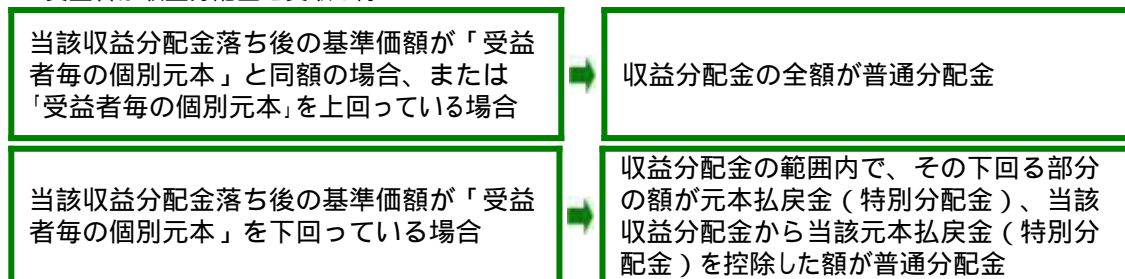 当該収益分配金落ち後の基準価額が「受益
者毎の個別元本」と同額の場合、または
「受益者毎の個別元本」を上回っている場合
収益分配金の全額が普通分配金
当該収益分配金落ち後の基準価額が「受益
者毎の個別元本」を下回っている場合
収益分配金の範囲内で、その下回る部分
の額が元本払戻金(特別分配金)、当該
収益分配金から当該元本払戻金(特別分
配金)を控除した額が普通分配金